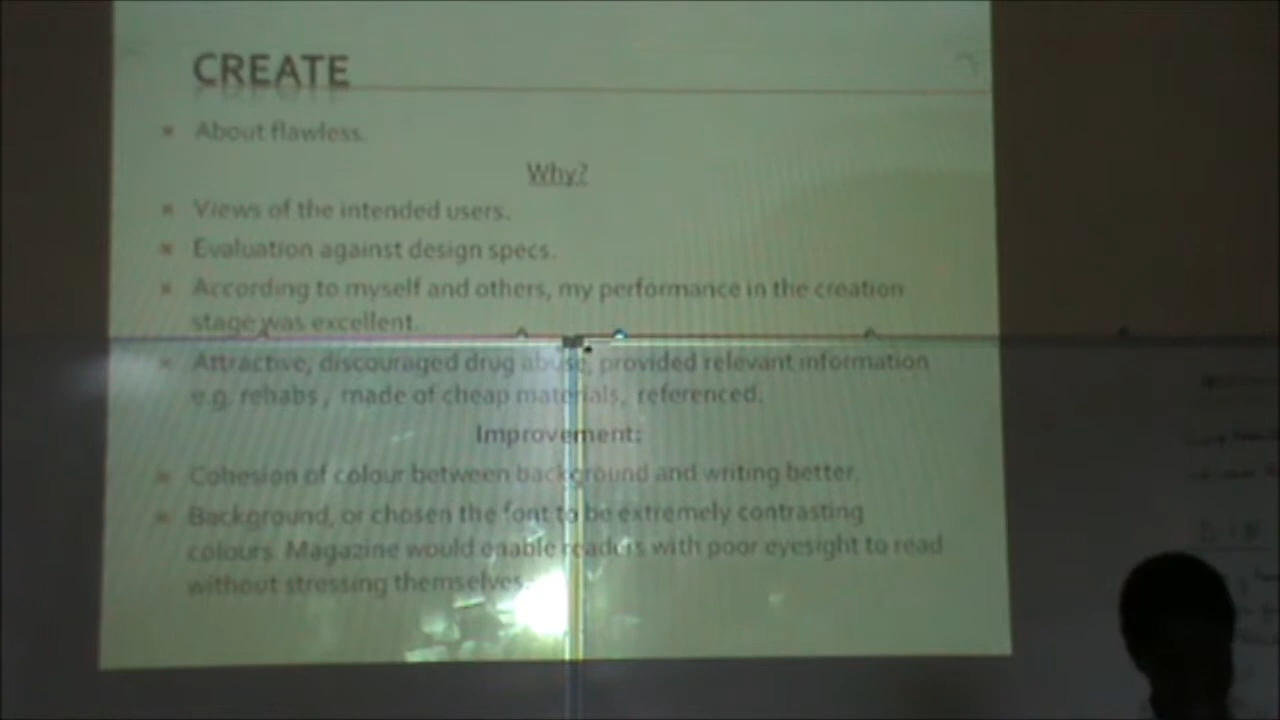 CREATE
About flawless.
Why?
Views of the intended users.
Evaluation against design specs.
According to myself and others, my performance in the creation
stage was excellent.
Attractive, discouraged drug abuse, provided relevant information
e.g. rehabs , made of cheap materials, referenced.
Improvement:
Cohesion of colour between background and writing better.
Background, or chosen the font to be extremely contrasting
colours. Magazine would enable readers with poor eyesight to read
without stressing themselves.